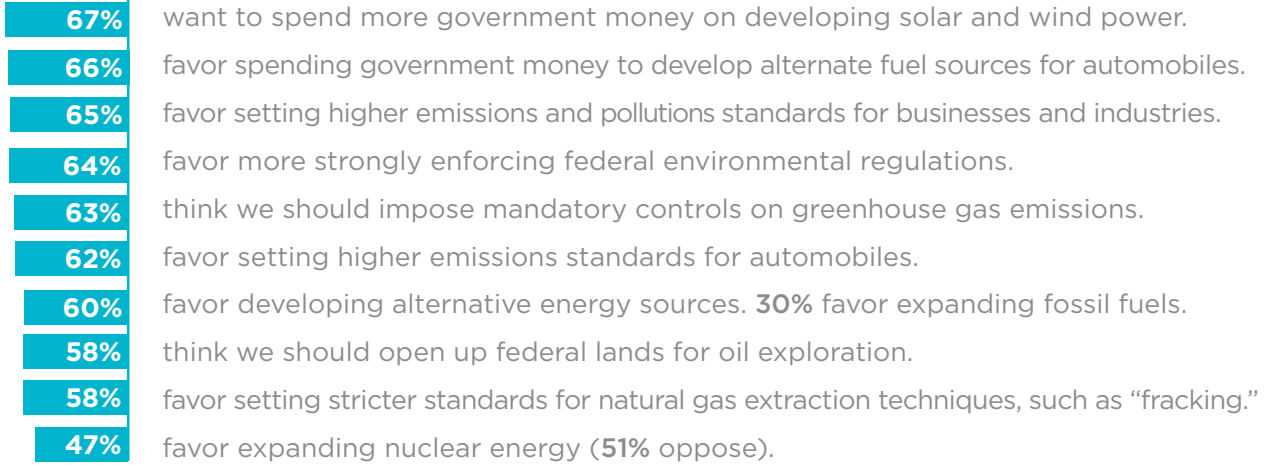 67% want to spend more government money on developing solar and wind power.
66% favor spending government money to develop alternate fuel sources for automobiles.
65% favor setting higher emissions and pollutions standards for businesses and industries.
64% favor more strongly enforcing federal environmental regulations.
63% think we should impose mandatory controls on greenhouse gas emissions.
62% favor setting higher emissions standards for automobiles.
60% favor developing alternative energy sources. 30% favor expanding fossil fuels.
58% think we should open up federal lands for oil exploration.
58% favor setting stricter standards for natural gas extraction techniques, such as “fracking.”
47% favor expanding nuclear energy (51% oppose).